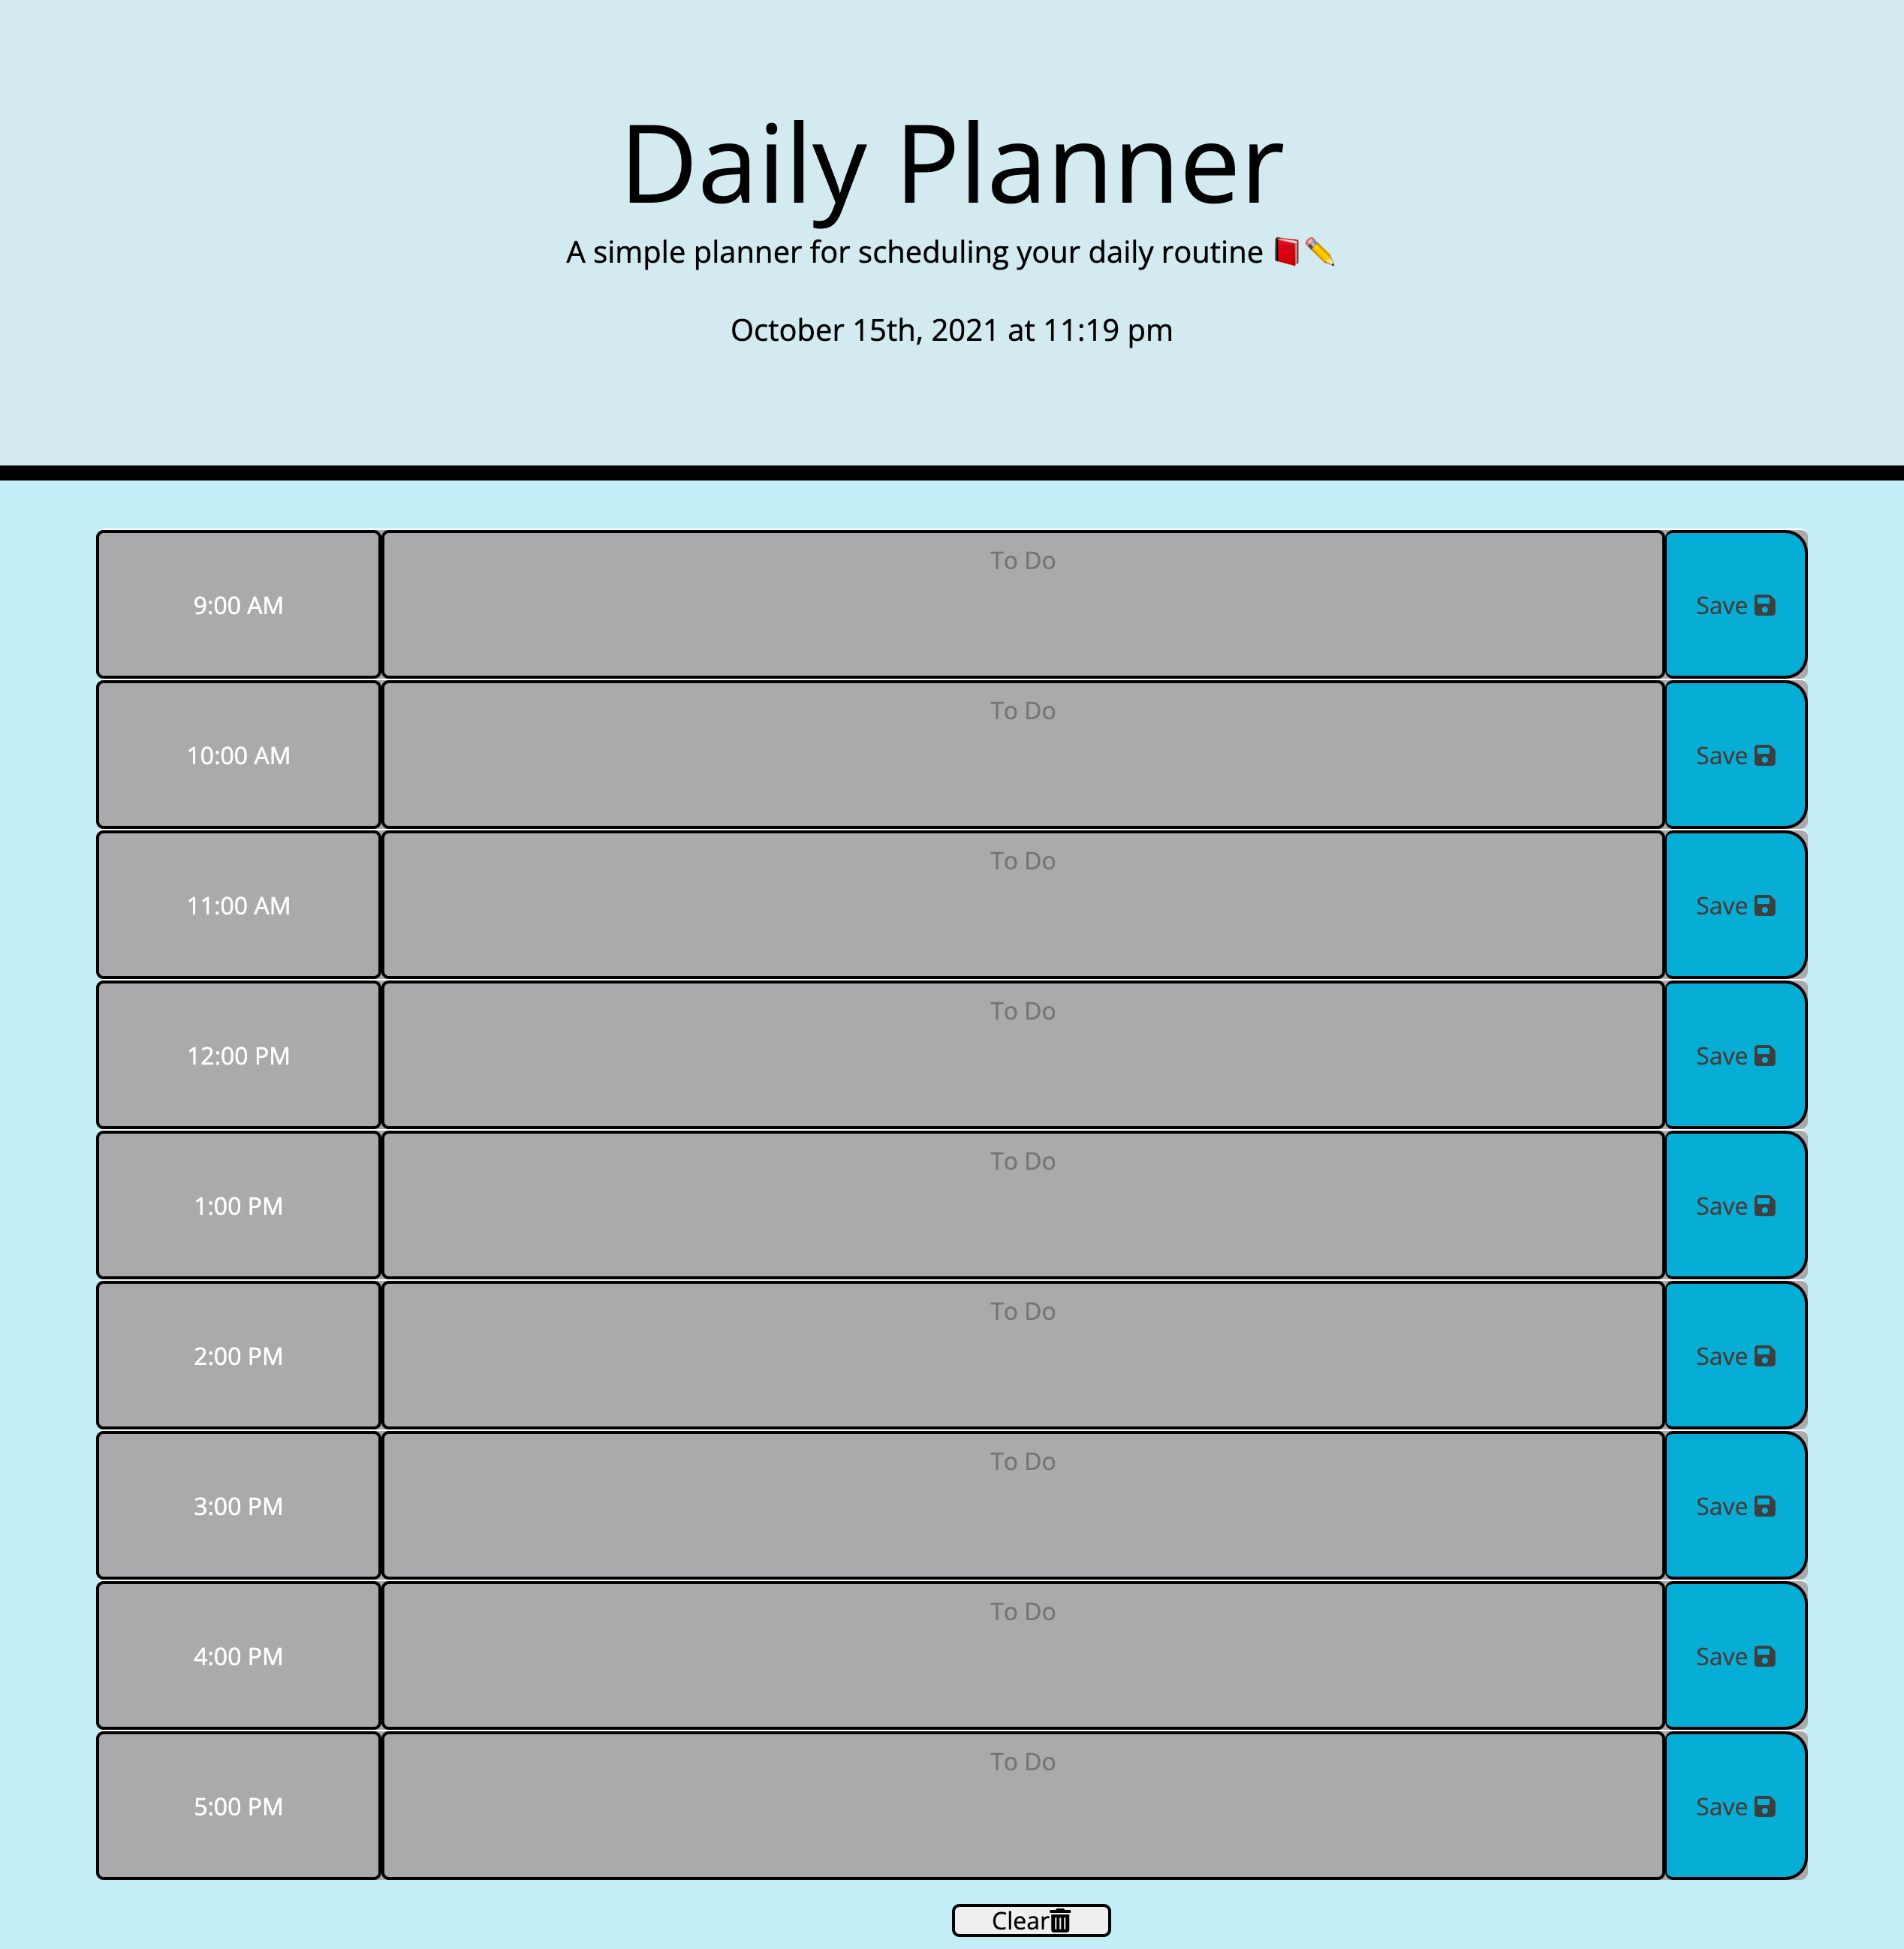 Daily Planner
A simple planner for scheduling your daily routine 📕✏️
October 15th, 2021 at 11:19 pm
To Do
9:00 AM
Save
To Do
10:00 AM
Save
To Do
11:00 AM
Save
To Do
12:00 PM
Save
To Do
1:00 PM
Save
To Do
2:00 PM
Save
To Do
3:00 PM
Save
To Do
4:00 PM
Save
To Do
5:00 PM
Save
Clear